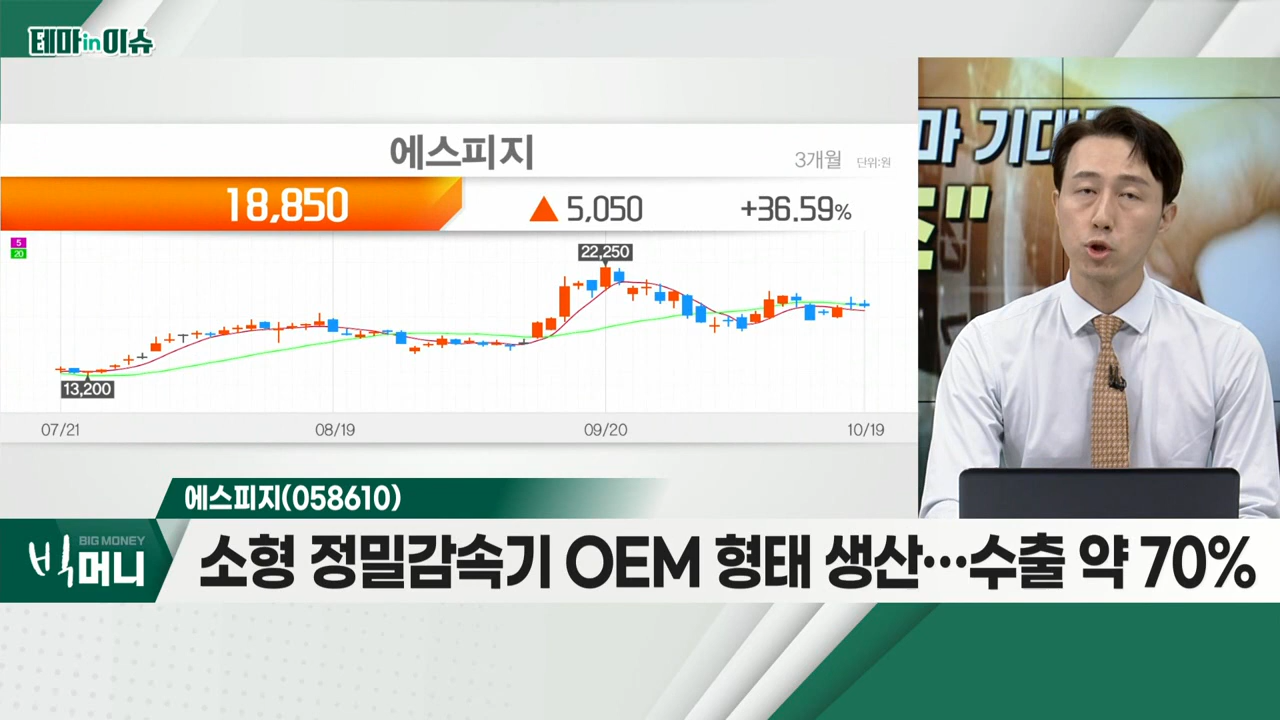 테마in이슈
에스피지
3개월 단위:원
18,850 ▲ 5,050 +36.59%
5
20
22,250
13,200
07/21 08/19 09/20 10/19
마 기대
에스피지(058610)
BIG MONEY
빅머니
소형 정밀감속기 OEM 형태 생산…수출 약 70%